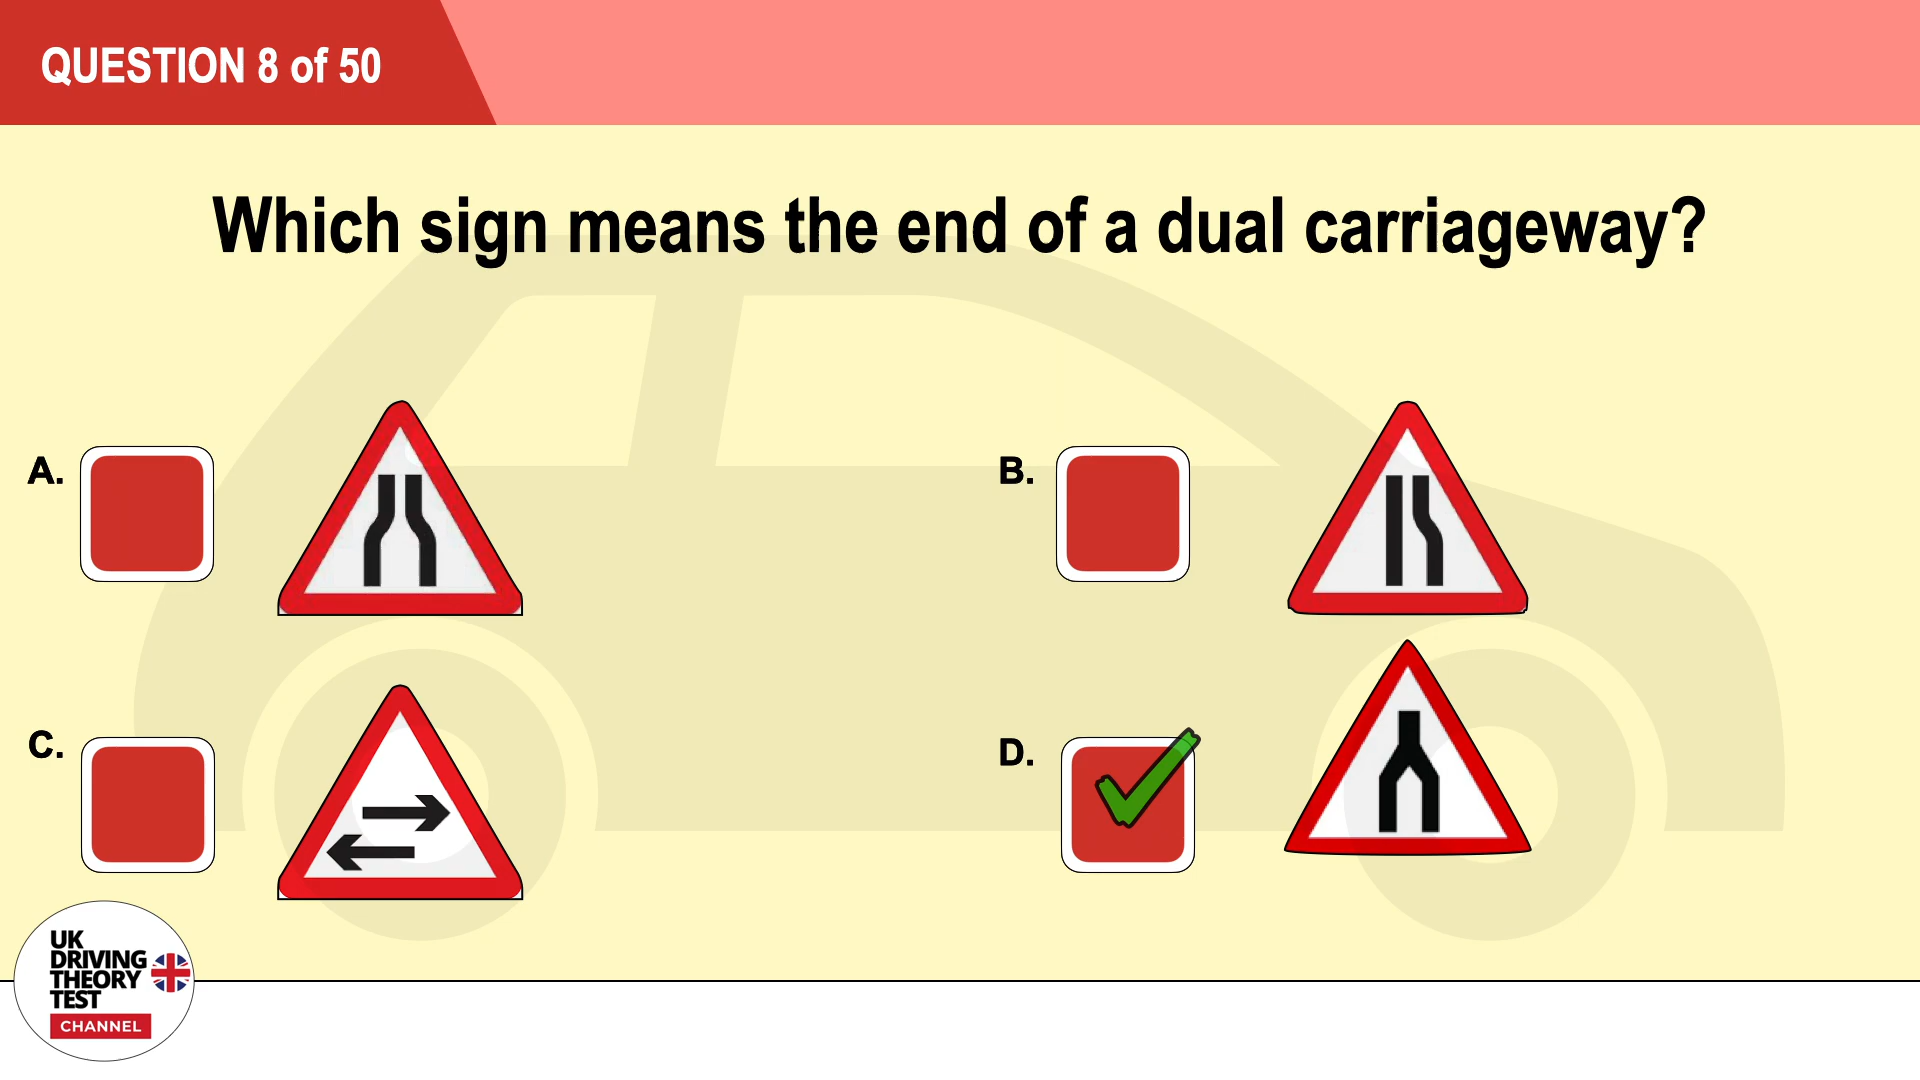 QUESTION 8 of 50
Which sign means the end of a dual carriageway?
A.
B.
C.
D.
UK
DRIVING
THEORY
TEST
CHANNEL